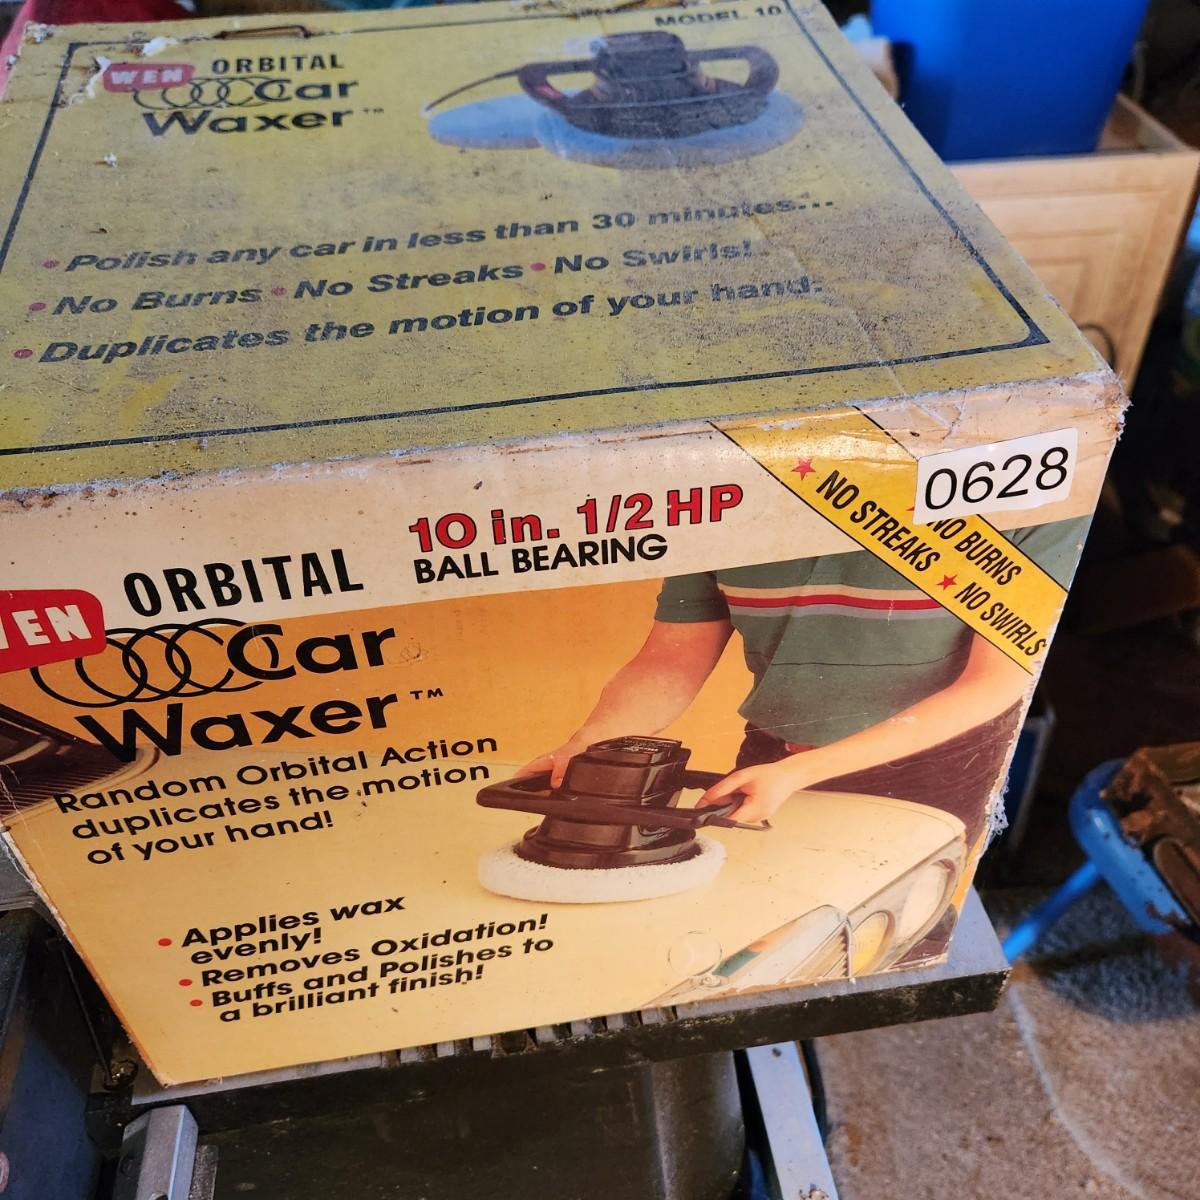 MODEL 10
WEN ORBITAL
Car
Waxer™
• Polish any car in less than 30 minutes...
• No Burns • No Streaks • No Swirls!
• Duplicates the motion of your hand.
0628
10 in. 1/2 HP
BALL BEARING
★ NO STREAKS ★ NO SWIRLS
NO BURNS
WEN ORBITAL
Car
Waxer™
Random Orbital Action
duplicates the motion
of your hand!
• Applies wax
evenly!
• Removes Oxidation!
• Buffs and Polishes to
a brilliant finish!